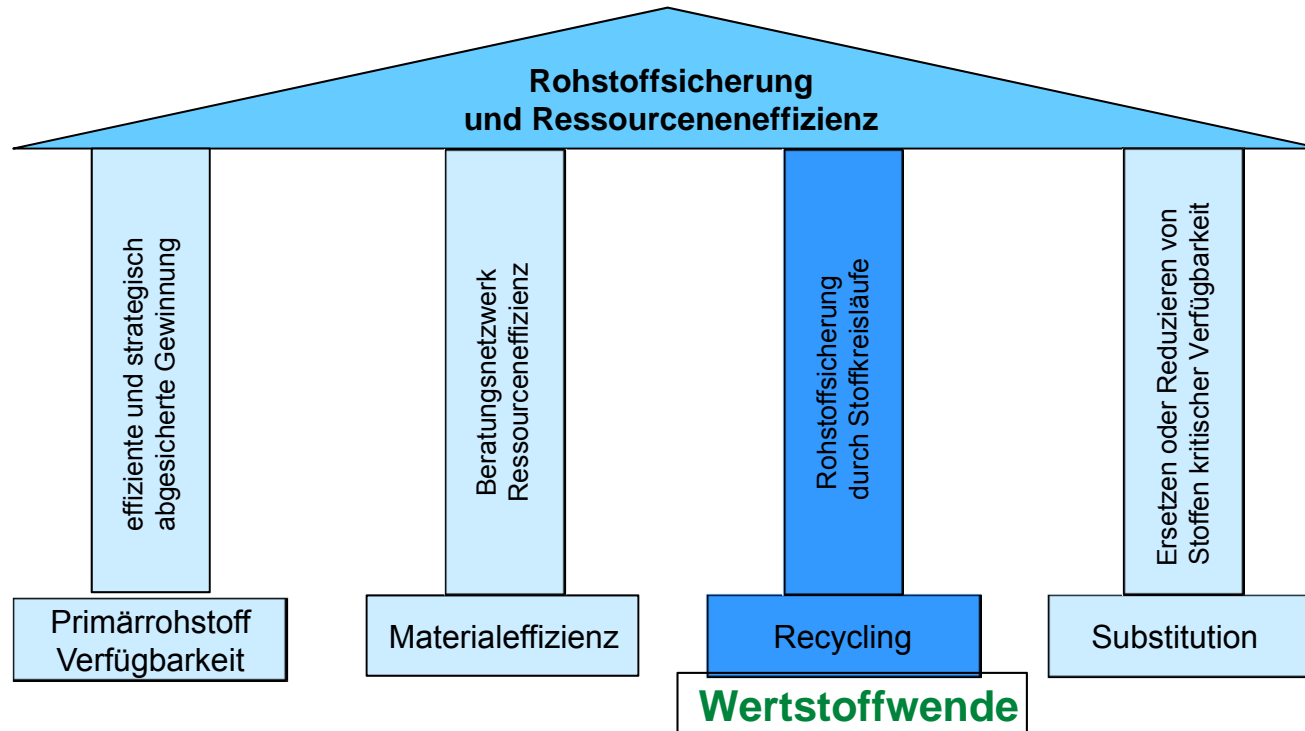 Rohstoffsicherung
und Ressourceneneffizienz
effiziente und strategisch
abgesicherte Gewinnung
Beratungsnetzwerk
Ressourceneffizienz
Rohstoffsicherung
durch Stoffkreisläufe
Ersetzen oder Reduzieren von
Stoffen kritischer Verfügbarkeit
Primärrohstoff
Verfügbarkeit
Materialeffizienz
Recycling
Substitution
Wertstoffwende